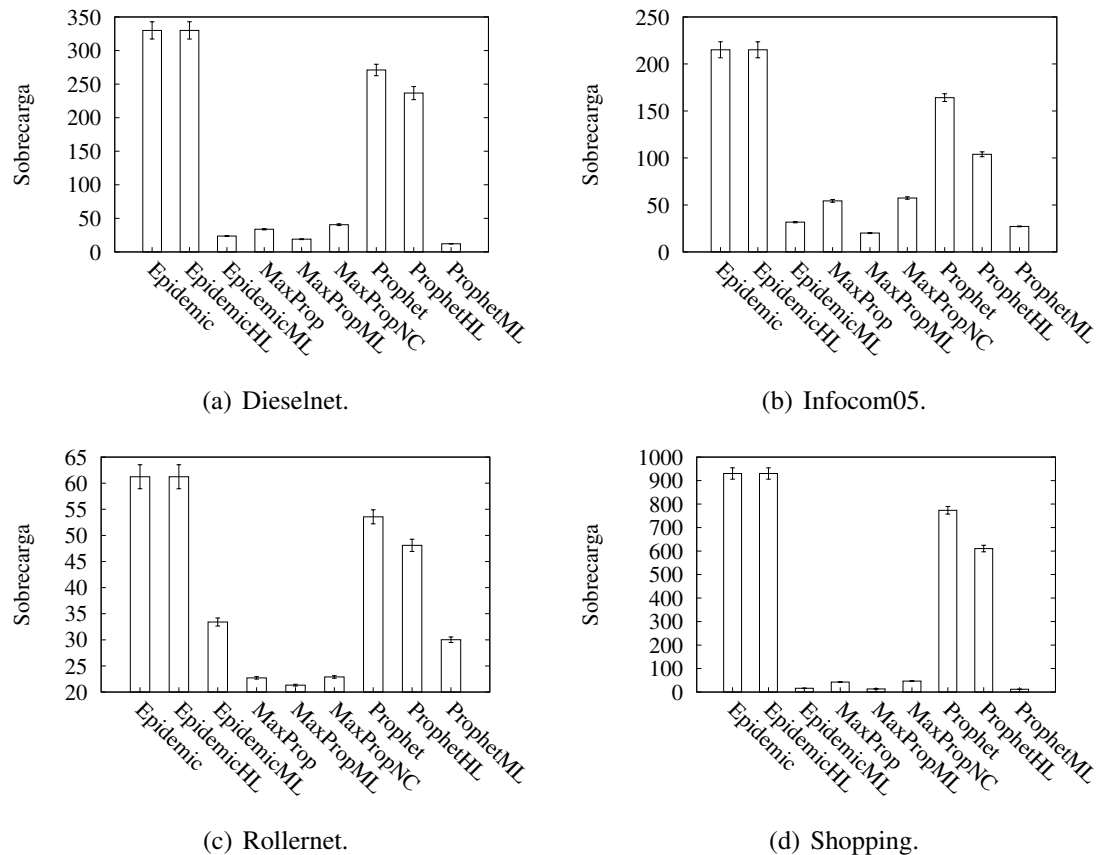 350
300
250
200
150
100
50
0
Sobrecarga
Epidemic
EpidemicHL
EpidemicML
MaxProp
MaxPropML
MaxPropNC
Prophet
ProphetHL
ProphetML
(a) Dieselnet.
250
200
150
100
50
0
Sobrecarga
Epidemic
EpidemicHL
EpidemicML
MaxProp
MaxPropML
MaxPropNC
Prophet
ProphetHL
ProphetML
(b) Infocom05.
65
60
55
50
45
40
35
30
25
20
Sobrecarga
Epidemic
EpidemicHL
EpidemicML
MaxProp
MaxPropML
MaxPropNC
Prophet
ProphetHL
ProphetML
(c) Rollernet.
1000
900
800
700
600
500
400
300
200
100
0
Sobrecarga
Epidemic
EpidemicHL
EpidemicML
MaxProp
MaxPropML
MaxPropNC
Prophet
ProphetHL
ProphetML
(d) Shopping.